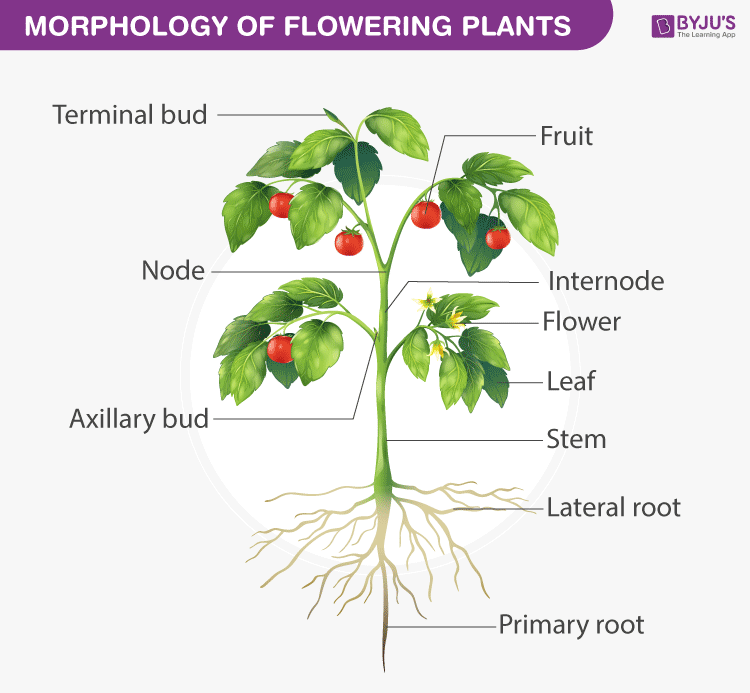 MORPHOLOGY OF FLOWERING PLANTS
BYJU'S
The Learning App
Terminal bud
Fruit
Node
Internode
Flower
Leaf
Axillary bud
Stem
Lateral root
Primary root